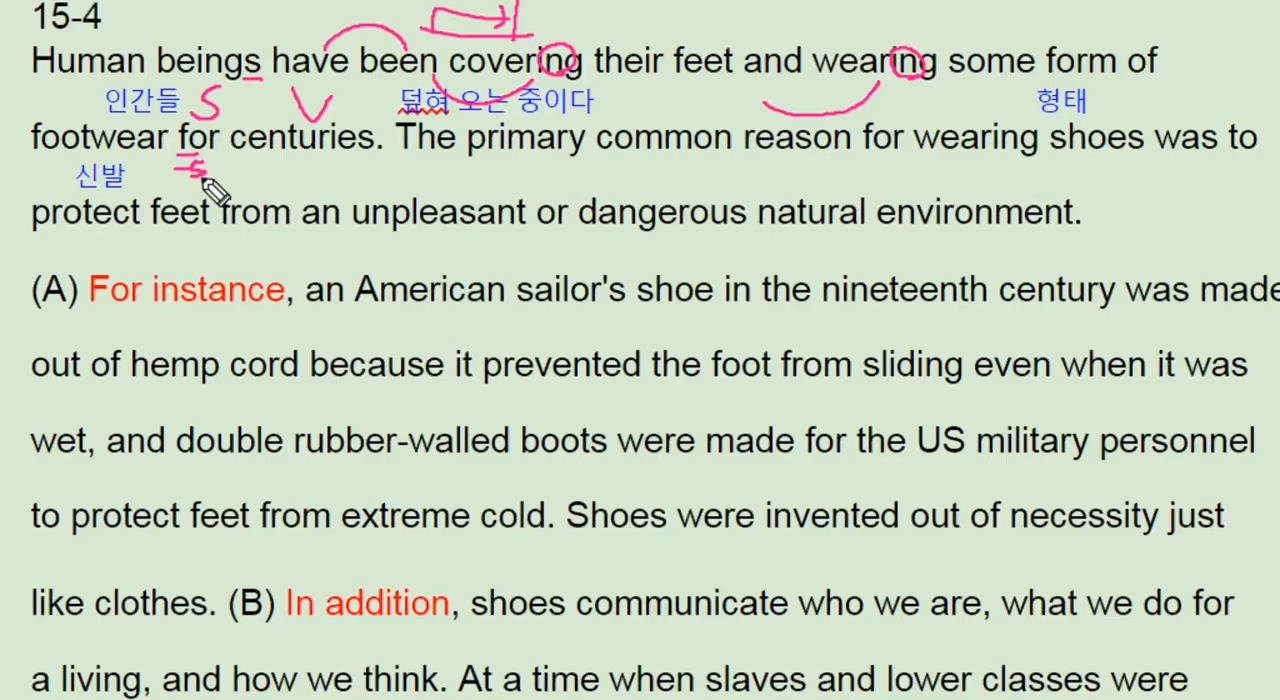 15-4
Human beings have been covering their feet and wearing some form of
인간들 S V 덮혀 오는 중이다 형태
footwear for centuries. The primary common reason for wearing shoes was to
신발
protect feet from an unpleasant or dangerous natural environment.
(A) For instance, an American sailor's shoe in the nineteenth century was made
out of hemp cord because it prevented the foot from sliding even when it was
wet, and double rubber-walled boots were made for the US military personnel
to protect feet from extreme cold. Shoes were invented out of necessity just
like clothes. (B) In addition, shoes communicate who we are, what we do for
a living, and how we think. At a time when slaves and lower classes were